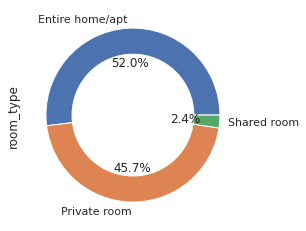 Entire home/apt
52.0%
room_type
2.4%
Shared room
45.7%
Private room